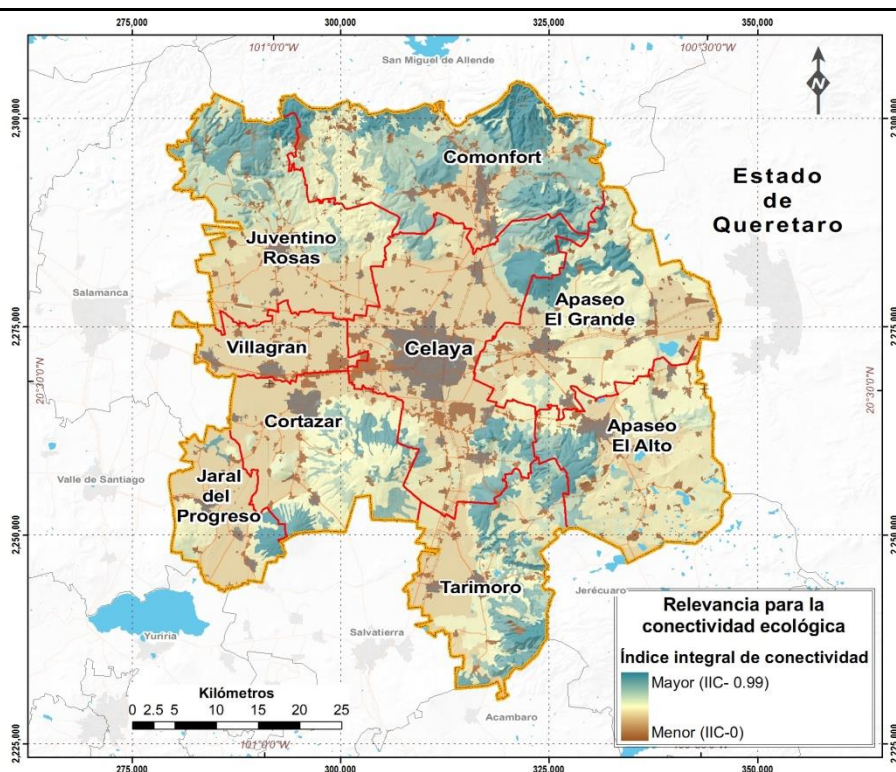 275,000
300,000
325,000
350,000
101°0'0"W
100°30'0"W
San Miguel de Allende
N
2,300,000
2,300,000
Comonfort
Estado
de
Queretaro
Juventino
Rosas
Salamanca
Apaseo
El Grande
2,275,000
2,275,000
Villagran
Celaya
20°30'0"N
20°30'0"N
Cortazar
Apaseo
El Alto
Valle de Santiago
Jaral
del
Progreso
2,250,000
2,250,000
Tarimoro
Jerécuaro
Yuriria
Salvatierra
Relevancia para la
conectividad ecológica
Índice integral de conectividad
Mayor (IIC- 0.99)
Menor (IIC-0)
Kilómetros
0 2.5 5 10 15 20 25
Acambaro
2,225,000
2,225,000
101°0'0"W
275,000
300,000
325,000
350,000